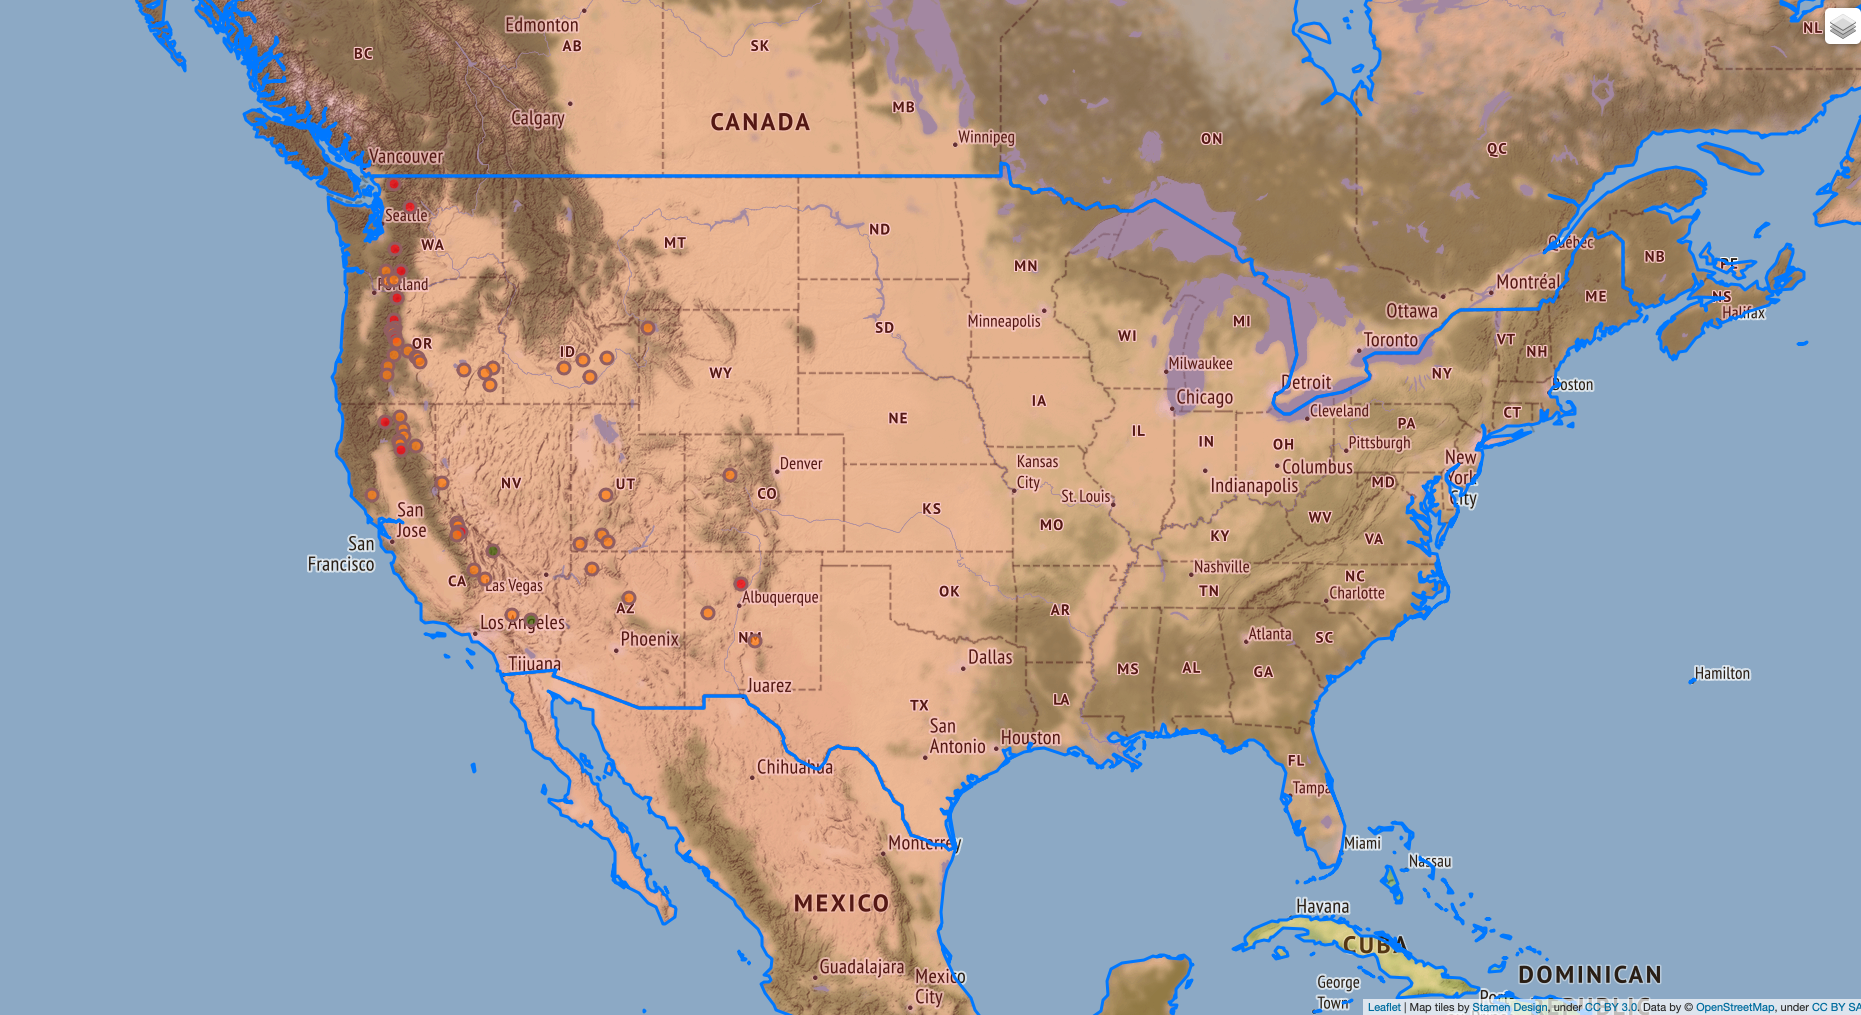 Edmonton
AB
SK
NL
BC
MB
Calgary
CANADA
Winnipeg
ON
QC
Vancouver
Seattle
WA
MT
ND
Québec
NB
PE
MN
Portland
Montréal
ME
NS
Halifax
Ottawa
Minneapolis
SD
WI
MI
Toronto
VT
NH
OR
ID
WY
Milwaukee
Detroit
NY
Boston
Chicago
IA
NE
Cleveland
CT
PA
IL
IN
OH
Pittsburgh
Denver
Kansas
City
Columbus
New
York
City
NV
UT
CO
St. Louis
Indianapolis
MD
San
Jose
KS
MO
WV
KY
VA
San
Francisco
CA
Las Vegas
Nashville
TN
NC
Charlotte
Albuquerque
OK
AR
AZ
Los Angeles
Phoenix
NM
Atlanta
SC
Tijuana
Dallas
MS
AL
GA
Hamilton
Juarez
TX
LA
San
Antonio
Houston
Chihuahua
FL
Tampa
Monterrey
Miami
Nassau
MEXICO
Havana
CUBA
Guadalajara
Mexico
City
George
Town
DOMINICAN
REPUBLIC
Leaflet | Map tiles by Stamen Design, under CC BY 3.0. Data by © OpenStreetMap, under CC BY SA